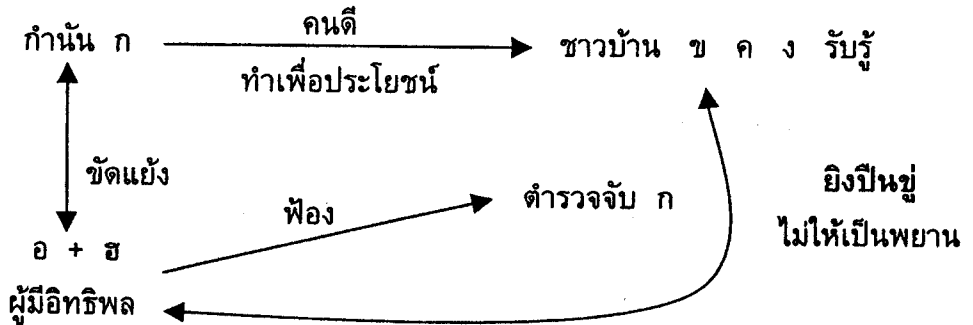 กำนัน ก
คนดี
ทำเพื่อประโยชน์
ชาวบ้าน ข ค ง รับรู้
ขัดแย้ง
ฟ้อง
ตำรวจจับ ก
ยิงปืนขู่
ไม่ให้เป็นพยาน
อ + ฮ
ผู้มีอิทธิพล